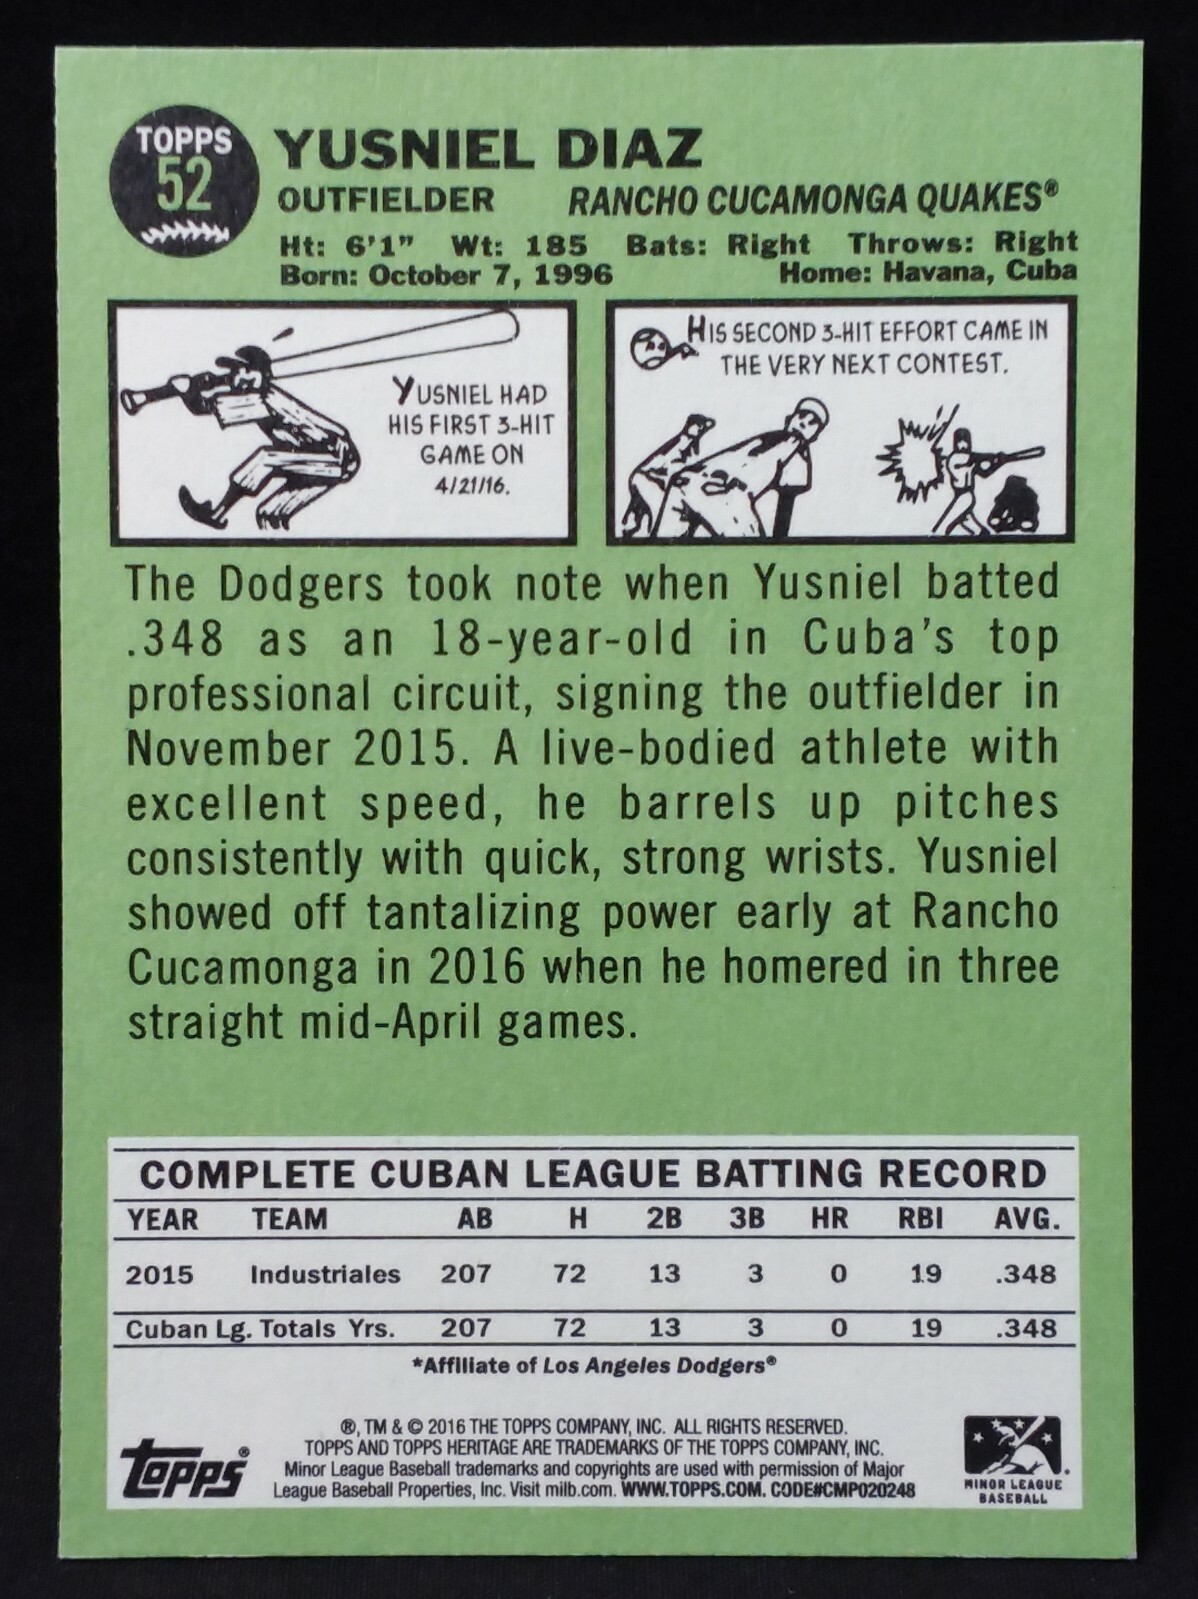 TOPPS
52
YUSNIEL DIAZ
OUTFIELDER RANCHO CUCAMONGA QUAKES®
Ht: 6'1" Wt: 185 Bats: Right Throws: Right
Born: October 7, 1996 Home: Havana, Cuba
YUSNIEL HAD
HIS FIRST 3-HIT
GAME ON
4/21/16.
HIS SECOND 3-HIT EFFORT CAME IN
THE VERY NEXT CONTEST.
The Dodgers took note when Yusniel batted
.348 as an 18-year-old in Cuba's top
professional circuit, signing the outfielder in
November 2015. A live-bodied athlete with
excellent speed, he barrels up pitches
consistently with quick, strong wrists. Yusniel
showed off tantalizing power early at Rancho
Cucamonga in 2016 when he homered in three
straight mid-April games.
COMPLETE CUBAN LEAGUE BATTING RECORD
YEAR TEAM AB H 2B 3B HR RBI AVG.
2015 Industriales 207 72 13 3 0 19 .348
Cuban Lg. Totals Yrs. 207 72 13 3 0 19 .348
*Affiliate of Los Angeles Dodgers®
®, TM & © 2016 THE TOPPS COMPANY, INC. ALL RIGHTS RESERVED.
TOPPS AND TOPPS HERITAGE ARE TRADEMARKS OF THE TOPPS COMPANY, INC.
Minor League Baseball trademarks and copyrights are used with permission of Major
League Baseball Properties, Inc. Visit milb.com. WWW.TOPPS.COM. CODE#CMP020248
Topps®
MINOR LEAGUE
BASEBALL